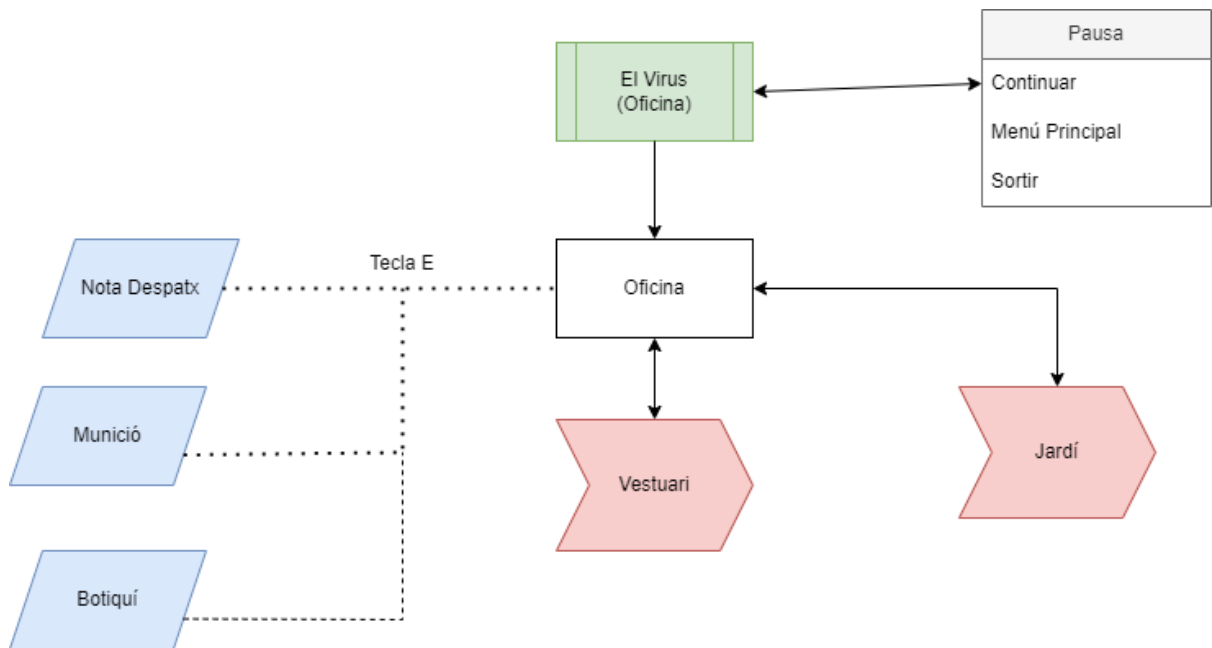 Pausa
El Virus
(Oficina)
Continuar
Menú Principal
Sortir
Tecla E
Nota Despatx
Oficina
Munició
Jardí
Vestuari
Botiquí